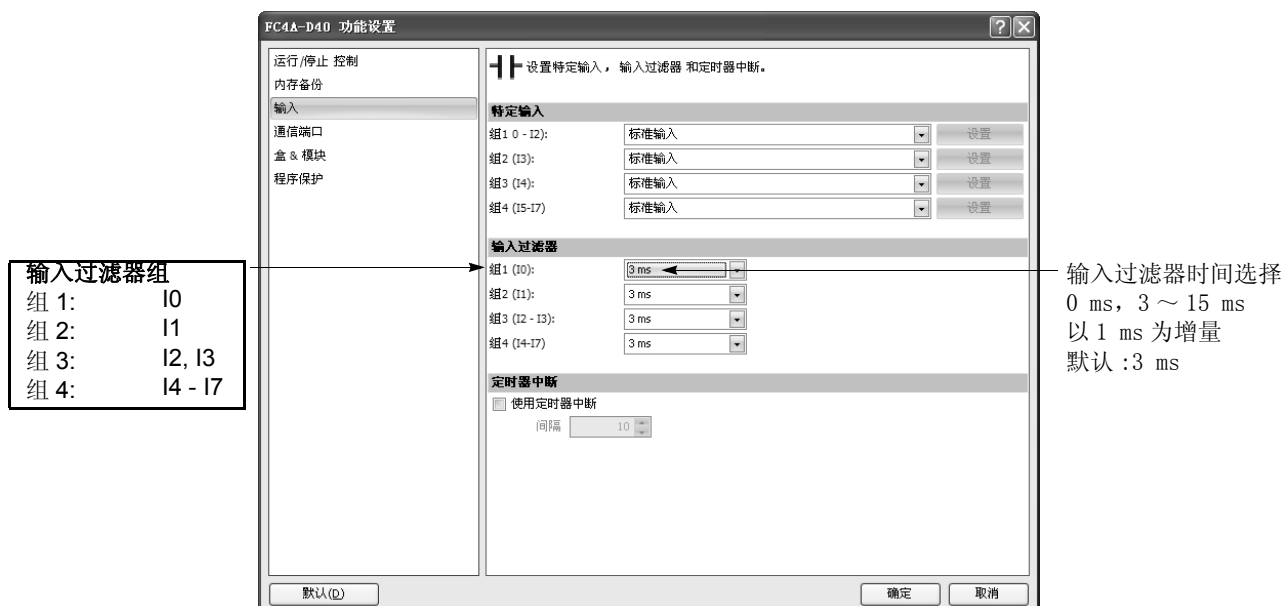 FC4A-D40 功能设置
运行/停止 控制
内存备份
输入
通信端口
盒 & 模块
程序保护
设置特定输入, 输入过滤器 和定时器中断。
特定输入
组1 0 - I2): 标准输入 设置
组2 (I3): 标准输入 设置
组3 (I4): 标准输入 设置
组4 (I5-I7) 标准输入 设置
输入过滤器
组1 (I0): 3 ms
组2 (I1): 3 ms
组3 (I2 - I3): 3 ms
组4 (I4-I7) 3 ms
定时器中断
使用定时器中断
间隔 10
默认(D) 确定 取消
输入过滤器组
组 1: I0
组 2: I1
组 3: I2, I3
组 4: I4 - I7
输入过滤器时间选择
0 ms，3 ～ 15 ms
以 1 ms 为增量
默认 :3 ms